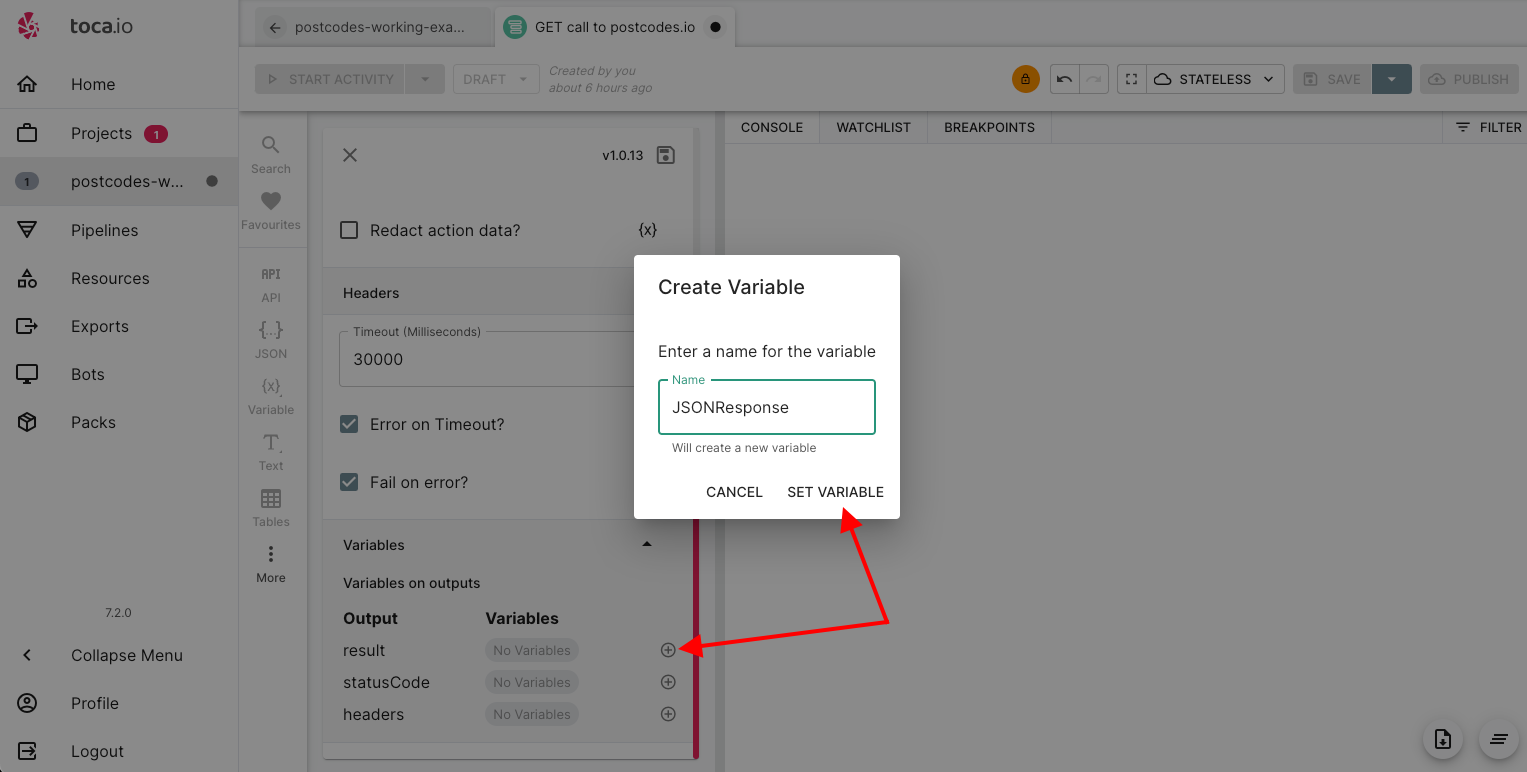 toca.io
Home
Projects
1
1
postcodes-w...
Pipelines
Resources
Exports
Bots
Packs
7.2.0
Collapse Menu
Profile
Logout
postcodes-working-exa...
GET call to postcodes.io
START ACTIVITY
DRAFT
Created by you
about 6 hours ago
STATELESS
SAVE
PUBLISH
Search
Favourites
API
API
{...}
JSON
{x}
Variable
T
Text
Tables
More
v1.0.13
Redact action data?
{x}
Headers
Timeout (Milliseconds)
30000
Error on Timeout?
Fail on error?
Variables
Variables on outputs
Output Variables
result No Variables
statusCode No Variables
headers No Variables
CONSOLE
WATCHLIST
BREAKPOINTS
FILTER
Create Variable
Enter a name for the variable
Name
JSONResponse
Will create a new variable
CANCEL
SET VARIABLE